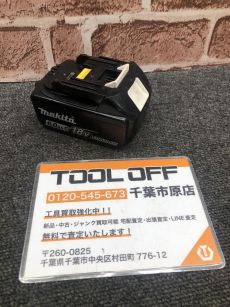 makita
6.0Ah 18V
TOOL OFF
0120-545-673 千葉市原店
工具買取強化中!!
新品・中古・ジャンク買取可能 宅配査定・出張査定・LINE査定
無料で査定いたします!
〒260-0825
千葉県千葉市中央区村田町 776-12